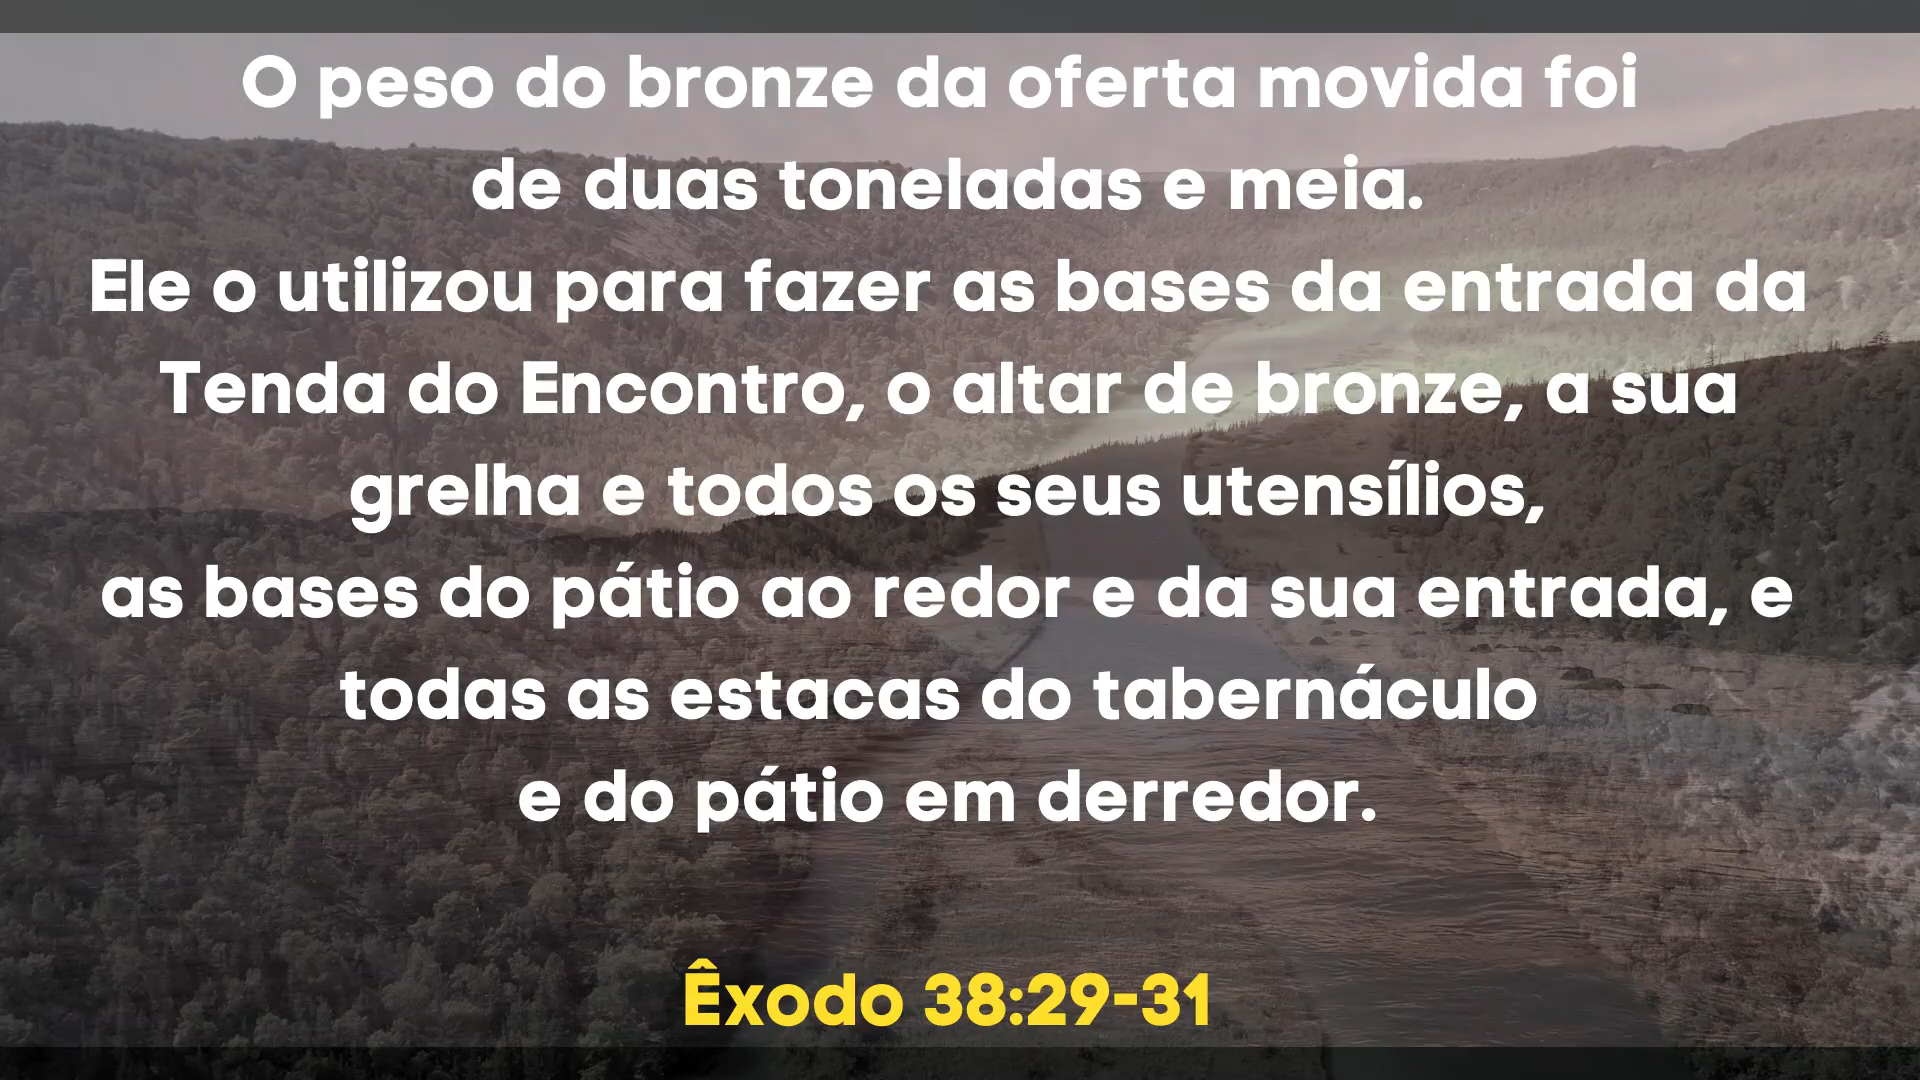 O peso do bronze da oferta movida foi
de duas toneladas e meia.
Ele o utilizou para fazer as bases da entrada da
Tenda do Encontro, o altar de bronze, a sua
grelha e todos os seus utensílios,
as bases do pátio ao redor e da sua entrada, e
todas as estacas do tabernáculo
e do pátio em derredor.
Êxodo 38:29-31